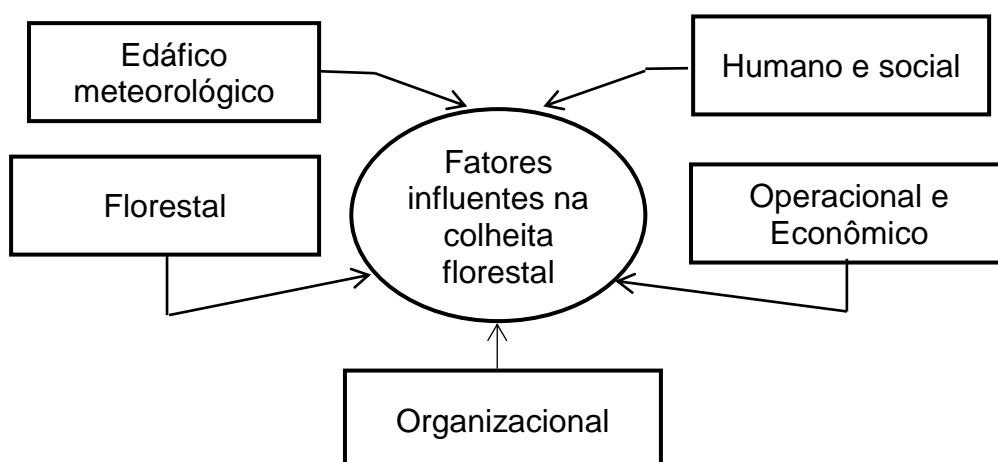 Edáfico
meteorológico
Humano e social
Fatores
influentes na
colheita
florestal
Florestal
Operacional e
Econômico
Organizacional